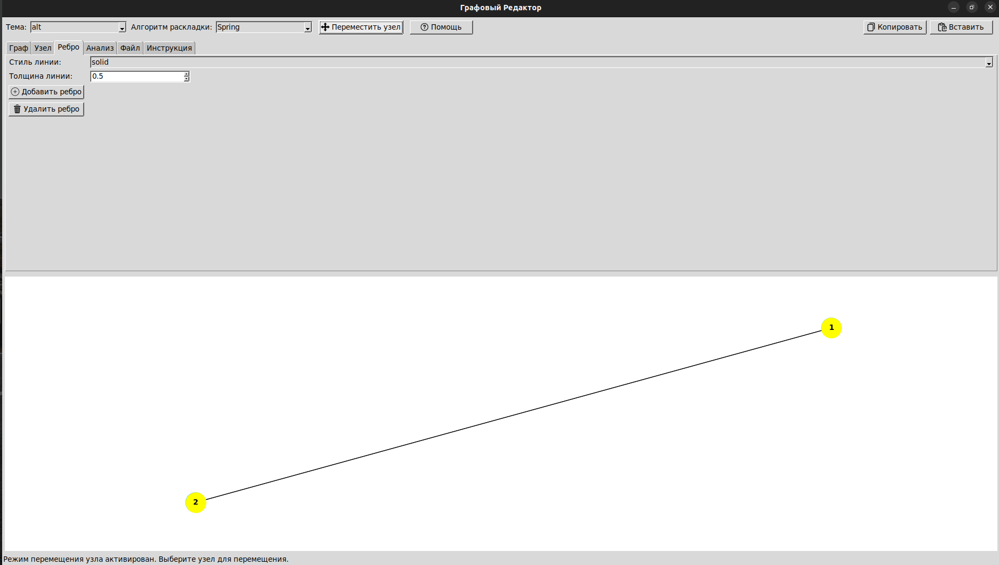 Графовый Редактор
Тема: alt Алгоритм раскладки: Spring Переместить узел Помощь Копировать Вставить
Граф Узел Ребро Анализ Файл Инструкция
Стиль линии: solid
Толщина линии: 0.5
Добавить ребро
Удалить ребро
1
2
Режим перемещения узла активирован. Выберите узел для перемещения.